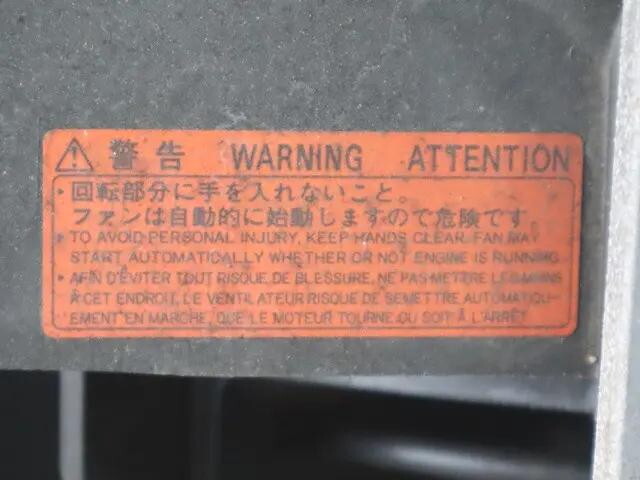 ⚠ 警告 WARNING ATTENTION
・回転部分に手を入れないこと。
ファンは自動的に始動しますので危険です。
・TO AVOID PERSONAL INJURY, KEEP HANDS CLEAR. FAN MAY
START AUTOMATICALLY WHETHER OR NOT ENGINE IS RUNNING
・AFIN D'ÉVITER TOUT RISQUE DE BLESSURE, NE PAS METTRE LES MAINS
À CET ENDROIT, LE VENTILATEUR RISQUE DE SE METTRE AUTOMATIQU-
EMENT EN MARCHE, QUE LE MOTEUR TOURNE OU SOIT À L'ARRÊT